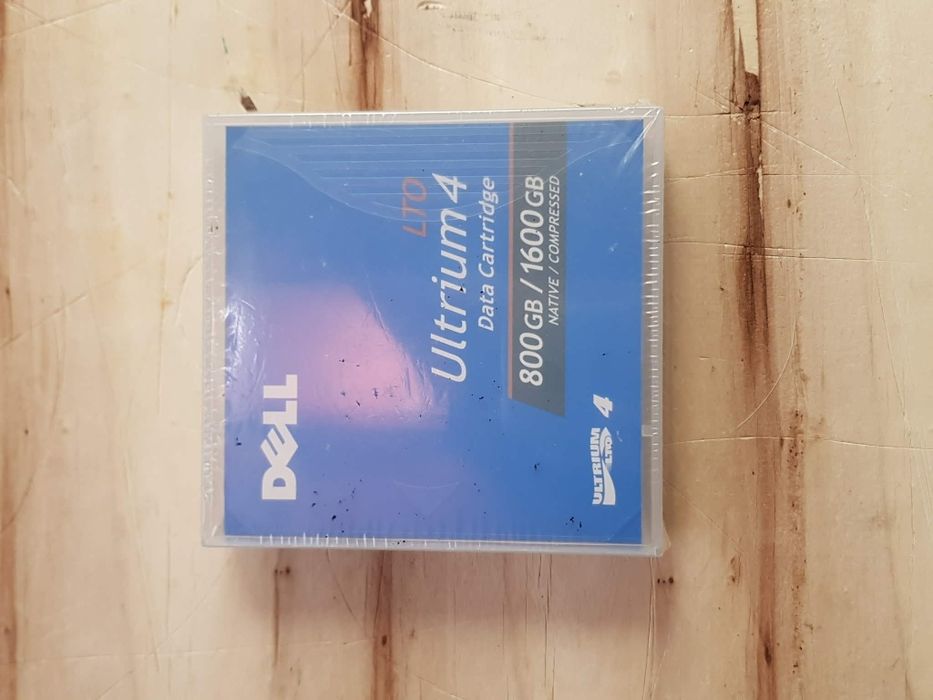 DELL
LTO
Ultrium 4
Data Cartridge
800 GB / 1600 GB
NATIVE / COMPRESSED
ULTRIUM
LTO
4